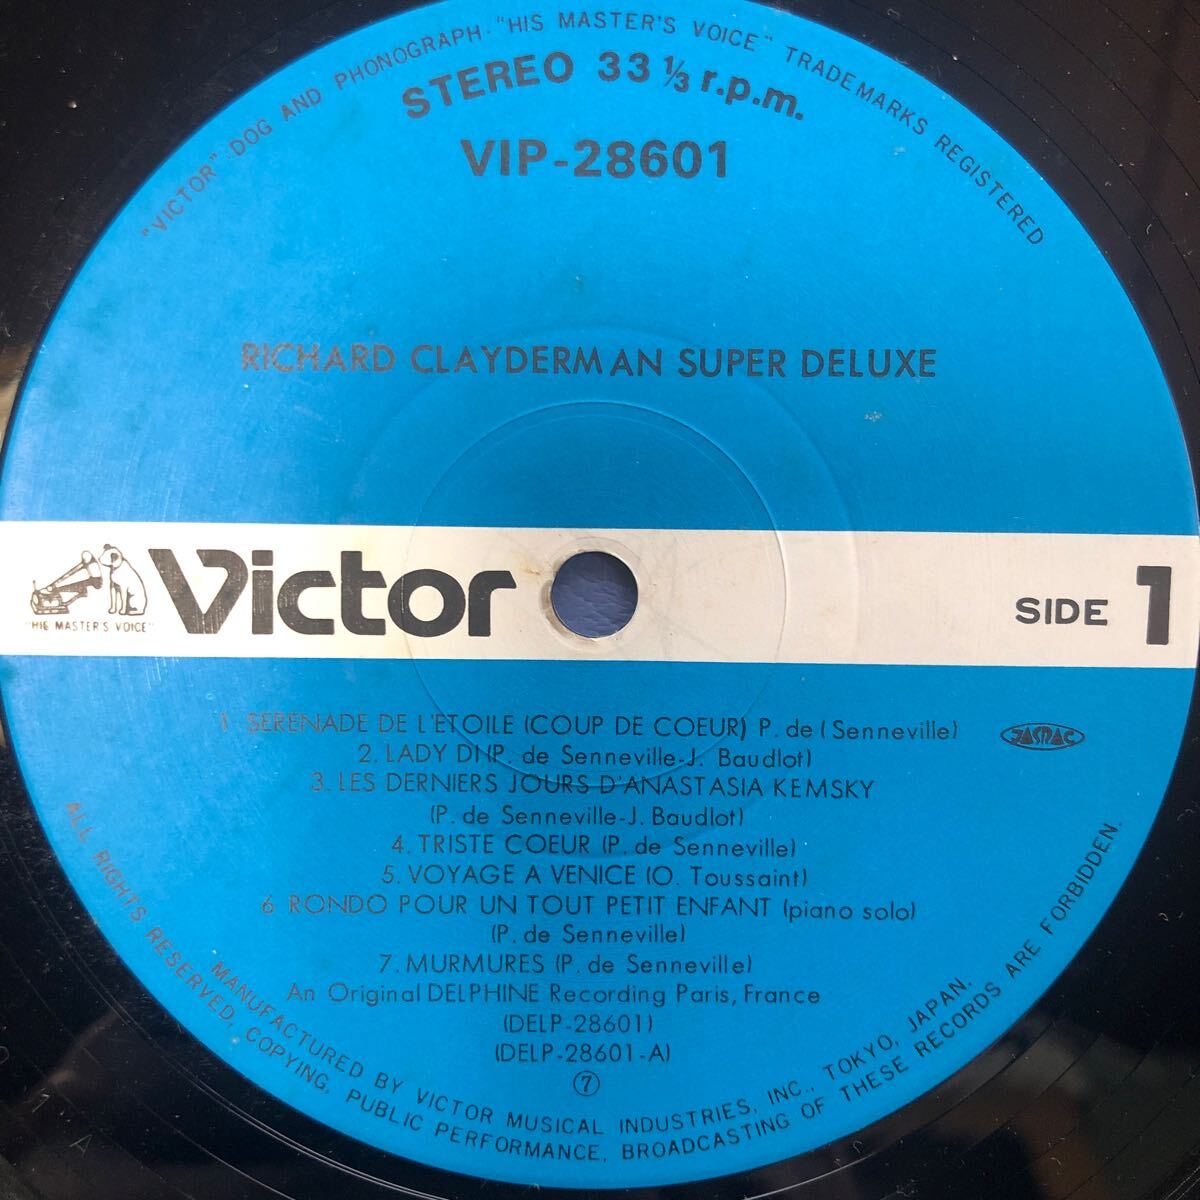 "VICTOR"·DOG AND PHONOGRAPH·"HIS MASTER'S VOICE" TRADEMARKS REGISTERED
STEREO 33 ⅓ r.p.m.
VIP-28601
RICHARD CLAYDERMAN SUPER DELUXE
"HIS MASTER'S VOICE"
Victor
SIDE 1
1. SERENADE DE L'ETOILE (COUP DE COEUR) P. de (Senneville)
JASRAC
2. LADY DI (P. de Senneville-J. Baudlot)
3. LES DERNIERS JOURS D'ANASTASIA KEMSKY
(P. de Senneville-J. Baudlot)
4. TRISTE COEUR (P. de Senneville)
5. VOYAGE A VENICE (O. Toussaint)
6 RONDO POUR UN TOUT PETIT ENFANT (piano solo)
(P. de Senneville)
7. MURMURES (P. de Senneville)
An Original DELPHINE Recording Paris, France
(DELP-28601)
(DELP-28601-A)
⑦
MANUFACTURED BY VICTOR MUSICAL INDUSTRIES, INC., TOKYO, JAPAN.
ALL RIGHTS RESERVED, COPYING, PUBLIC PERFORMANCE, BROADCASTING OF THESE RECORDS ARE FORBIDDEN.